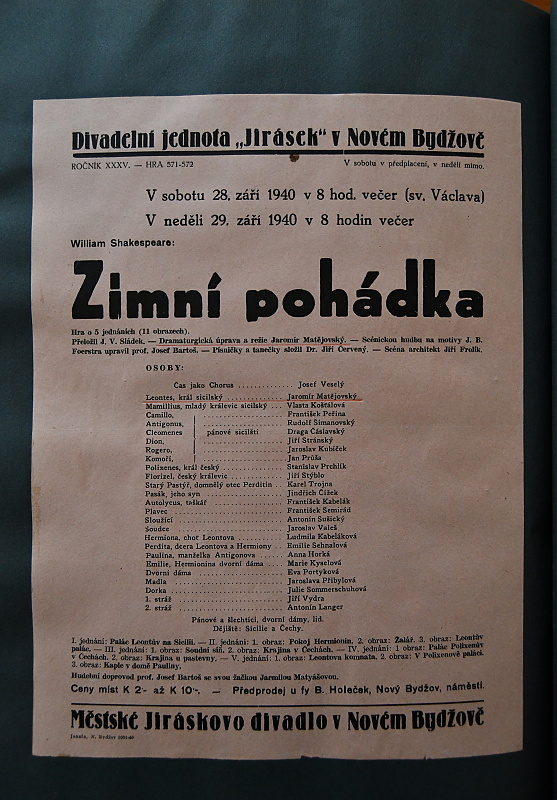 Divadelní jednota „Jirásek“ v Novém Bydžově
ROČNÍK XXXV. — HRA 571-572 V sobotu v předplacení, v neděli mimo.
V sobotu 28. září 1940 v 8 hod. večer (sv. Václava)
V neděli 29. září 1940 v 8 hodin večer
William Shakespeare:
Zimní pohádka
Hra o 5 jednáních (11 obrazech).
Přeložil J. V. Sládek. — Dramaturgická úprava a režie Jaromír Matějovský. — Scénickou hudbu na motivy J. B.
Foerstra upravil prof. Josef Bartoš. — Písničky a tanečky složil Dr. Jiří Červený. — Scéna architekt Jiří Frolík.
OSOBY:
Čas jako Chorus .............. Josef Veselý
Leontes, král sicilský .............. Jaromír Matějovský
Mamillius, mladý králevic sicilský ... Vlasta Košťálová
Camillo, František Peřina
Antigonus, Rudolf Šimanovský
Cleomenes pánové sicilští Draga Čáslavský
Dion, Jiří Stránský
Rogero, Jaroslav Kubíček
Komoří, Jan Průša
Polixenes, král český .............. Stanislav Prchlík
Florizel, český králevic .............. Jiří Stýblo
Starý Pastýř, domnělý otec Perditin . Karel Trojna
Pasák, jeho syn .............. Jindřich Čížek
Autolycus, taškář .............. František Kabelák
Plavec .............. František Semirád
Sloužící .............. Antonín Sušický
Soudce .............. Jaroslav Valeš
Hermiona, choť Leontova .............. Ludmila Kabeláková
Perdita, dcera Leontova a Hermiony .. Emilie Sehnalová
Paulina, manželka Antigonova .. Anna Horká
Emilie, Hermionina dvorní dáma .... Marie Kyselová
Dvorní dáma .............. Eva Portyková
Madla .............. Jaroslava Přibylová
Dorka .............. Julie Sommerschuhová
1. stráž .............. Jiří Vydra
2. stráž .............. Antonín Langer
Pánové a šlechtici, dvorní dámy, lid.
Dějiště: Sicilie a Čechy.
1. jednání: Palác Leontův na Sicilii. — II. jednání: 1. obraz: Pokoj Hermionin, 2. obraz: Žalář. 3. obraz: Leontův
palác. — III. jednání: 1. obraz: Soudní síň, 2. obraz: Krajina v Čechách. — IV. jednání: 1 obraz: Palác Polixenův
v Čechách. 2. obraz: Krajina u pastevny. — V. jednání: 1. obraz: Leontova komnata, 2. obraz: V Polixenově paláci.
3. obraz: Kaple v domě Pauliny.
Hudební doprovod prof. Josef Bartoš se svou žačkou Jarmilou Matyášovou.
Ceny míst K 2·- až K 10·-. — Předprodej u fy B. Holeček, Nový Bydžov, náměstí.
Městské Jiráskovo divadlo v Novém Bydžově